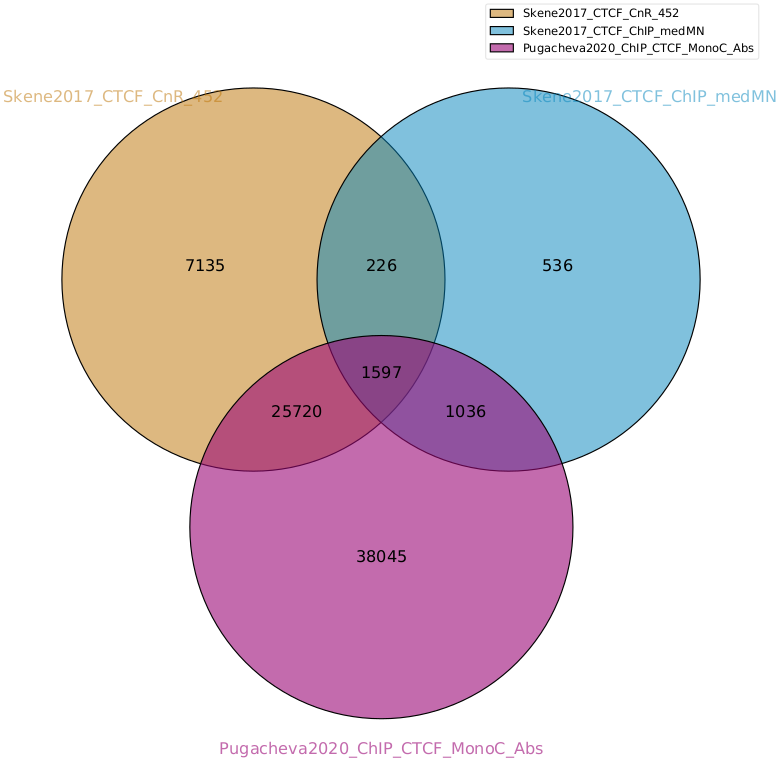 Skene2017_CTCF_CnR_452
Skene2017_CTCF_ChIP_medMN
Pugacheva2020_ChIP_CTCF_MonoC_Abs
Skene2017_CTCF_CnR_452
Skene2017_CTCF_ChIP_medMN
7135
226
536
1597
25720
1036
38045
Pugacheva2020_ChIP_CTCF_MonoC_Abs